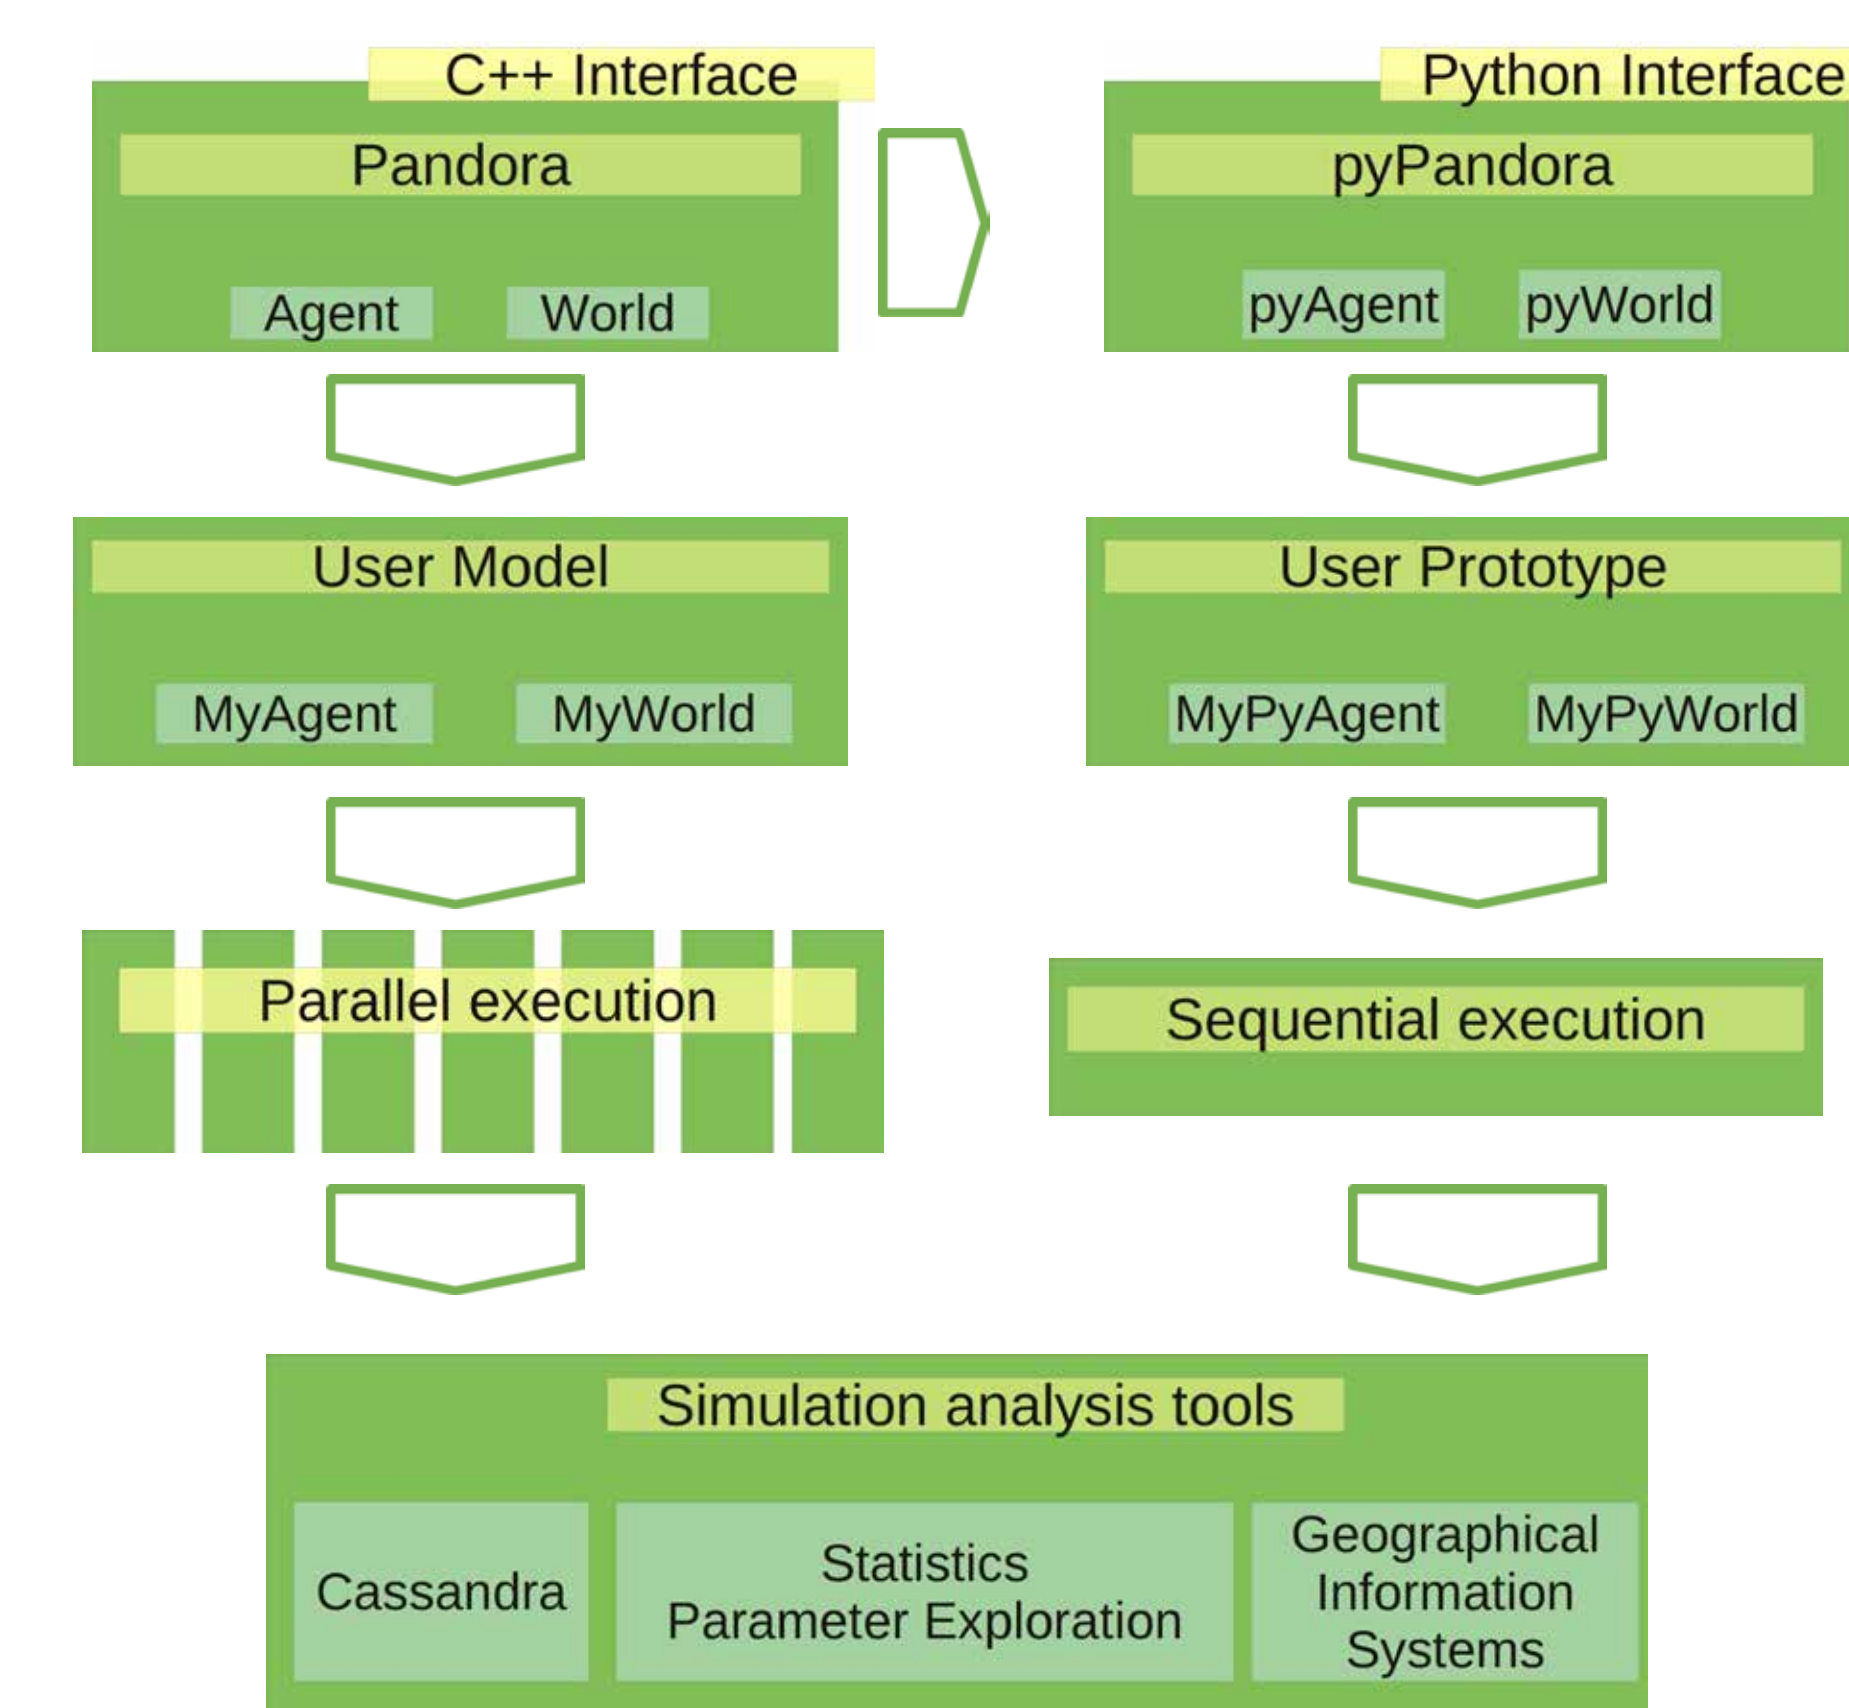 C++ Interface
Pandora
Agent
World
Python Interface
pyPandora
pyAgent
pyWorld
User Model
MyAgent
MyWorld
User Prototype
MyPyAgent
MyPyWorld
Parallel execution
Sequential execution
Simulation analysis tools
Cassandra
Statistics
Parameter Exploration
Geographical
Information
Systems